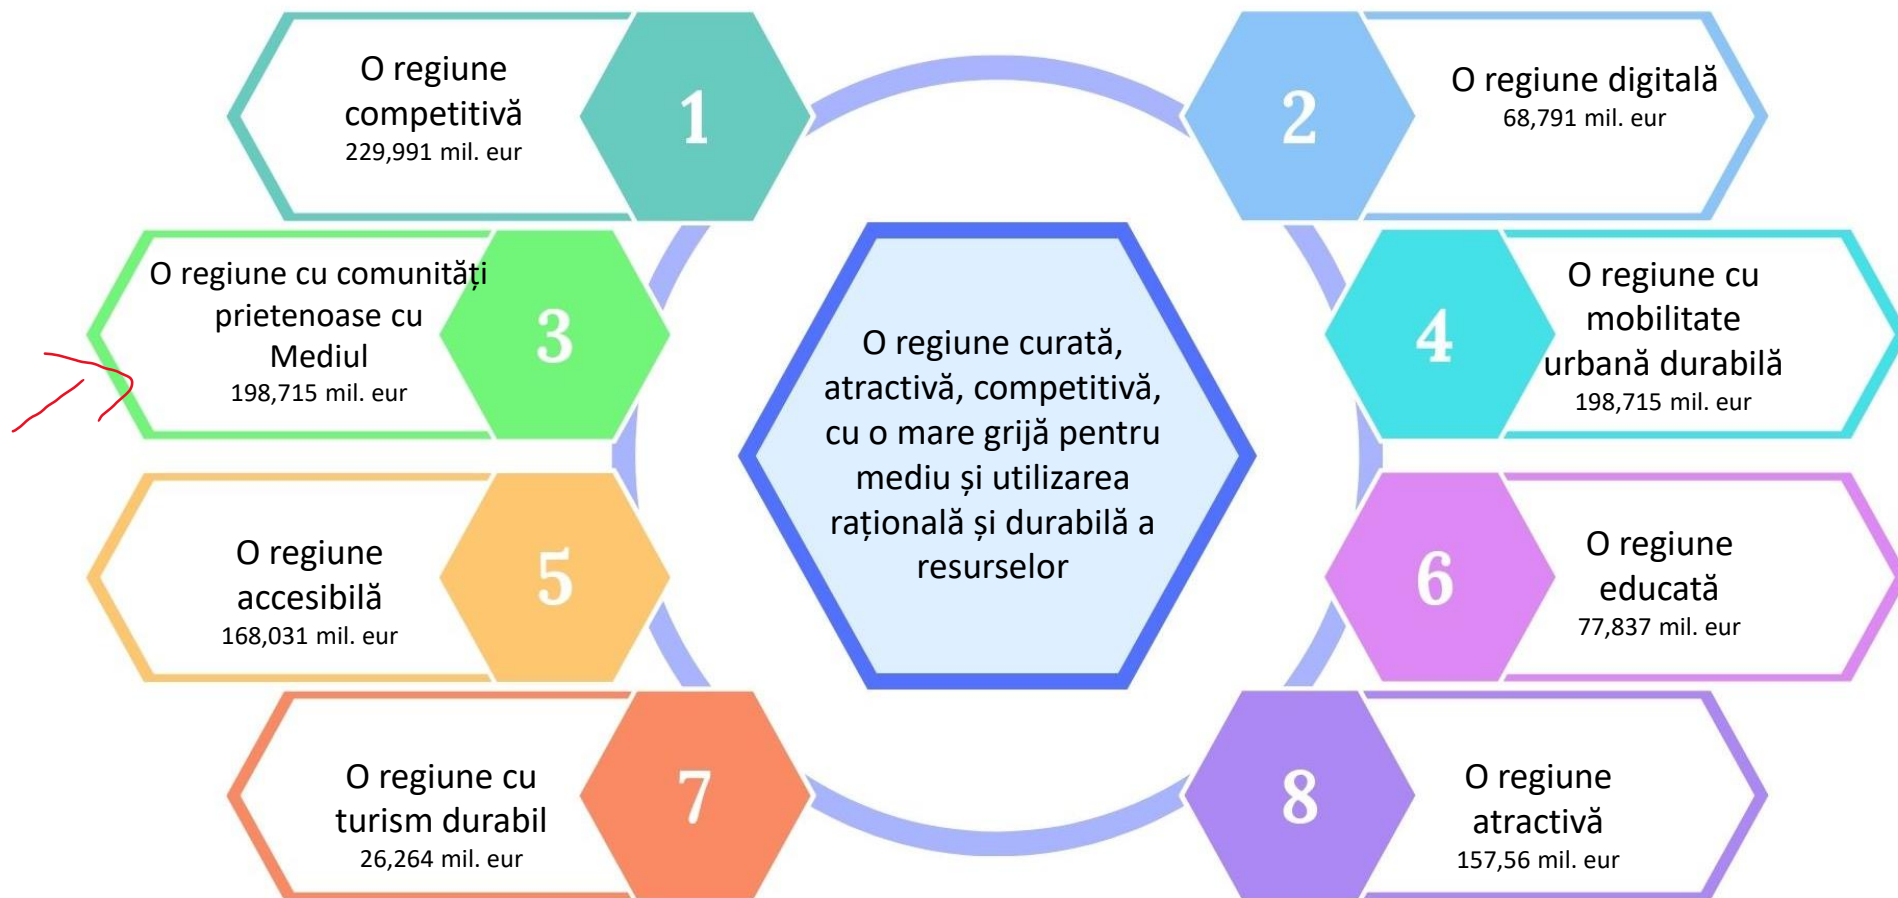 O regiune
competitivă
229,991 mil. eur
1
2
O regiune digitală
68,791 mil. eur
O regiune cu comunități
prietenoase cu
Mediul
198,715 mil. eur
3
O regiune curată,
atractivă, competitivă,
cu o mare grijă pentru
mediu și utilizarea
rațională și durabilă a
resurselor
4
O regiune cu
mobilitate
urbană durabilă
198,715 mil. eur
O regiune
accesibilă
168,031 mil. eur
5
6
O regiune
educată
77,837 mil. eur
O regiune cu
turism durabil
26,264 mil. eur
7
8
O regiune
atractivă
157,56 mil. eur